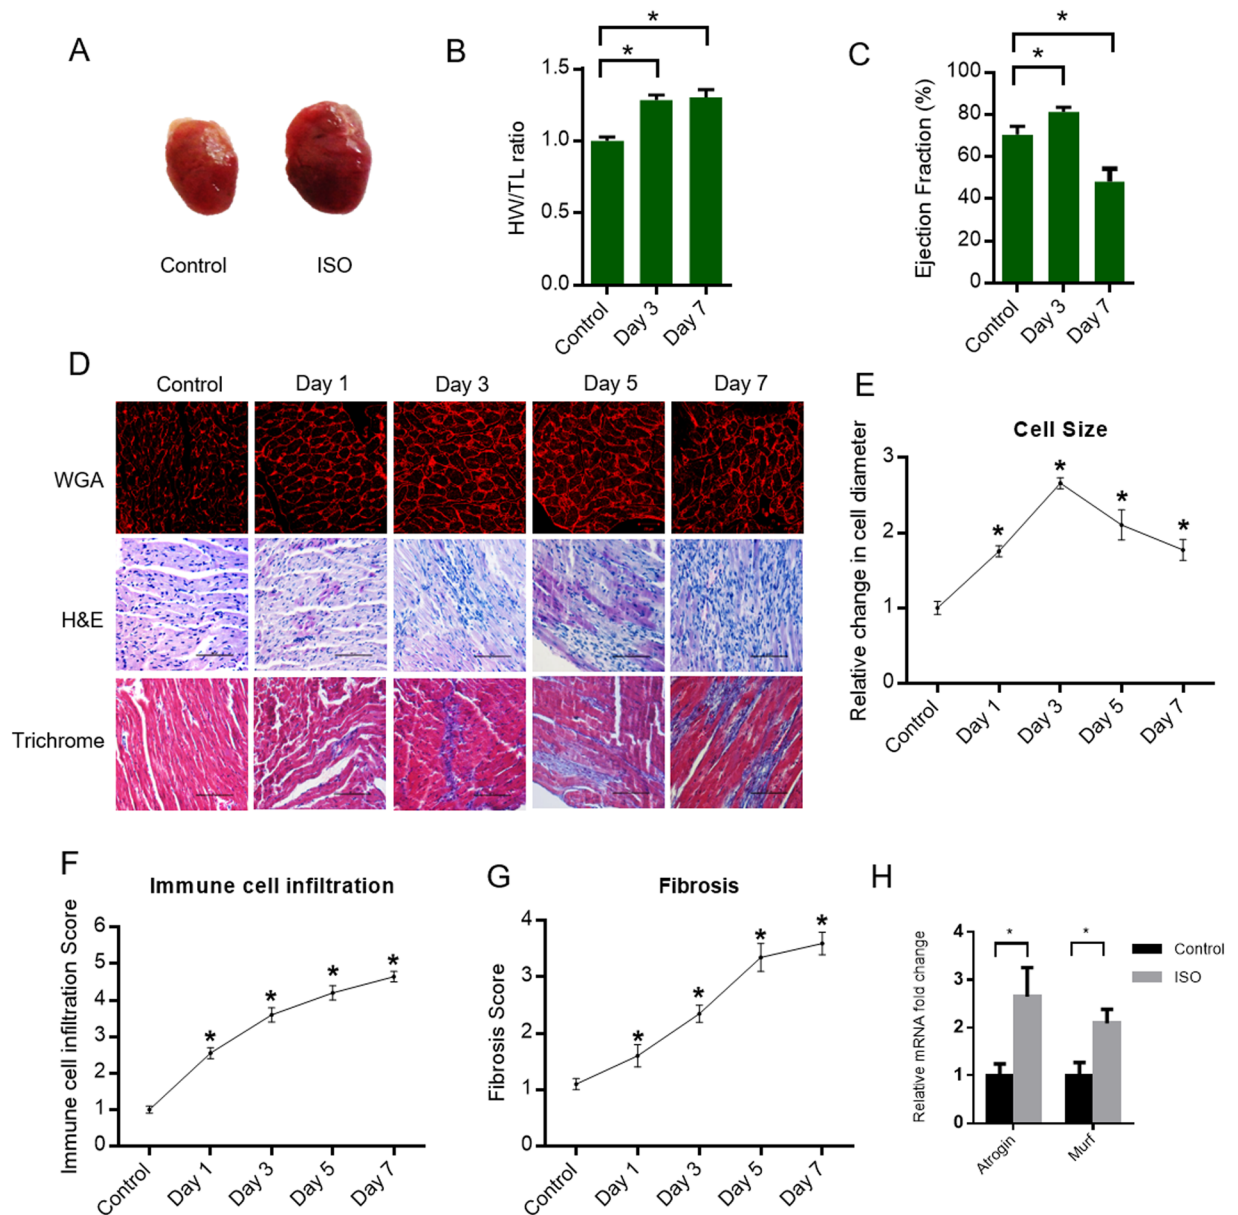 A
Control
ISO
B
*
*
HW/TL ratio
1.5
1.0
0.5
0.0
Control
Day 3
Day 7
C
*
*
Ejection Fraction (%)
100
80
60
40
20
0
Control
Day 3
Day 7
D
Control
Day 1
Day 3
Day 5
Day 7
WGA
H&E
Trichrome
E
Cell Size
Relative change in cell diameter
3
2
1
0
*
*
*
*
Control
Day 1
Day 3
Day 5
Day 7
F
Immune cell infiltration
Immune cell infiltration Score
6
5
4
3
2
1
0
*
*
*
*
Control
Day 1
Day 3
Day 5
Day 7
G
Fibrosis
Fibrosis Score
4
3
2
1
0
*
*
*
*
Control
Day 1
Day 3
Day 5
Day 7
H
Relative mRNA fold change
4
3
2
1
0
*
*
Control
ISO
Atrogin
Murf